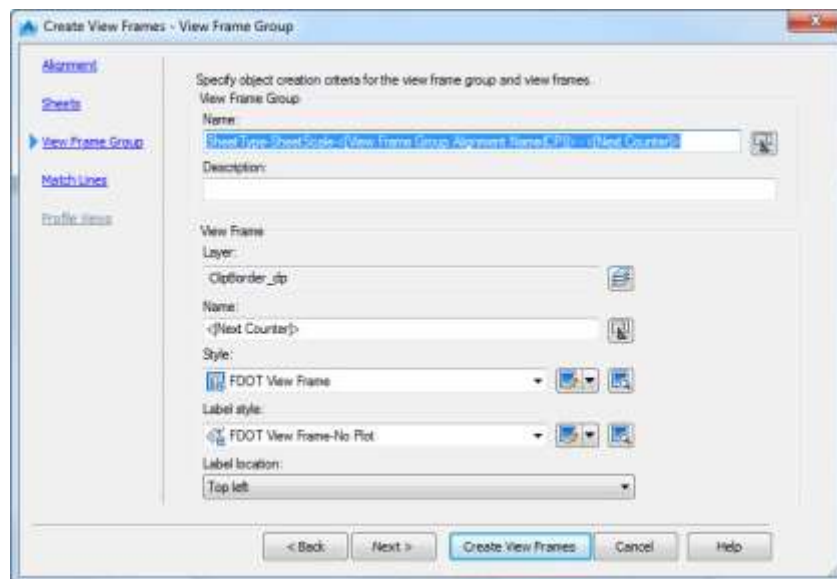 Create View Frames - View Frame Group
Alignment
Sheets
View Frame Group
Match Lines
Profile Views
Specify object creation criteria for the view frame group and view frames
View Frame Group
Name:
SheetType-SheetScale-<[View Frame Group Alignment Name(CP)]> - <[Next Counter]>
Description:
View Frame
Layer:
ClipBorder_dp
Name:
<[Next Counter]>
Style:
FDOT View Frame
Label style:
FDOT View Frame-No Plot
Label location:
Top left
< Back
Next >
Create View Frames
Cancel
Help